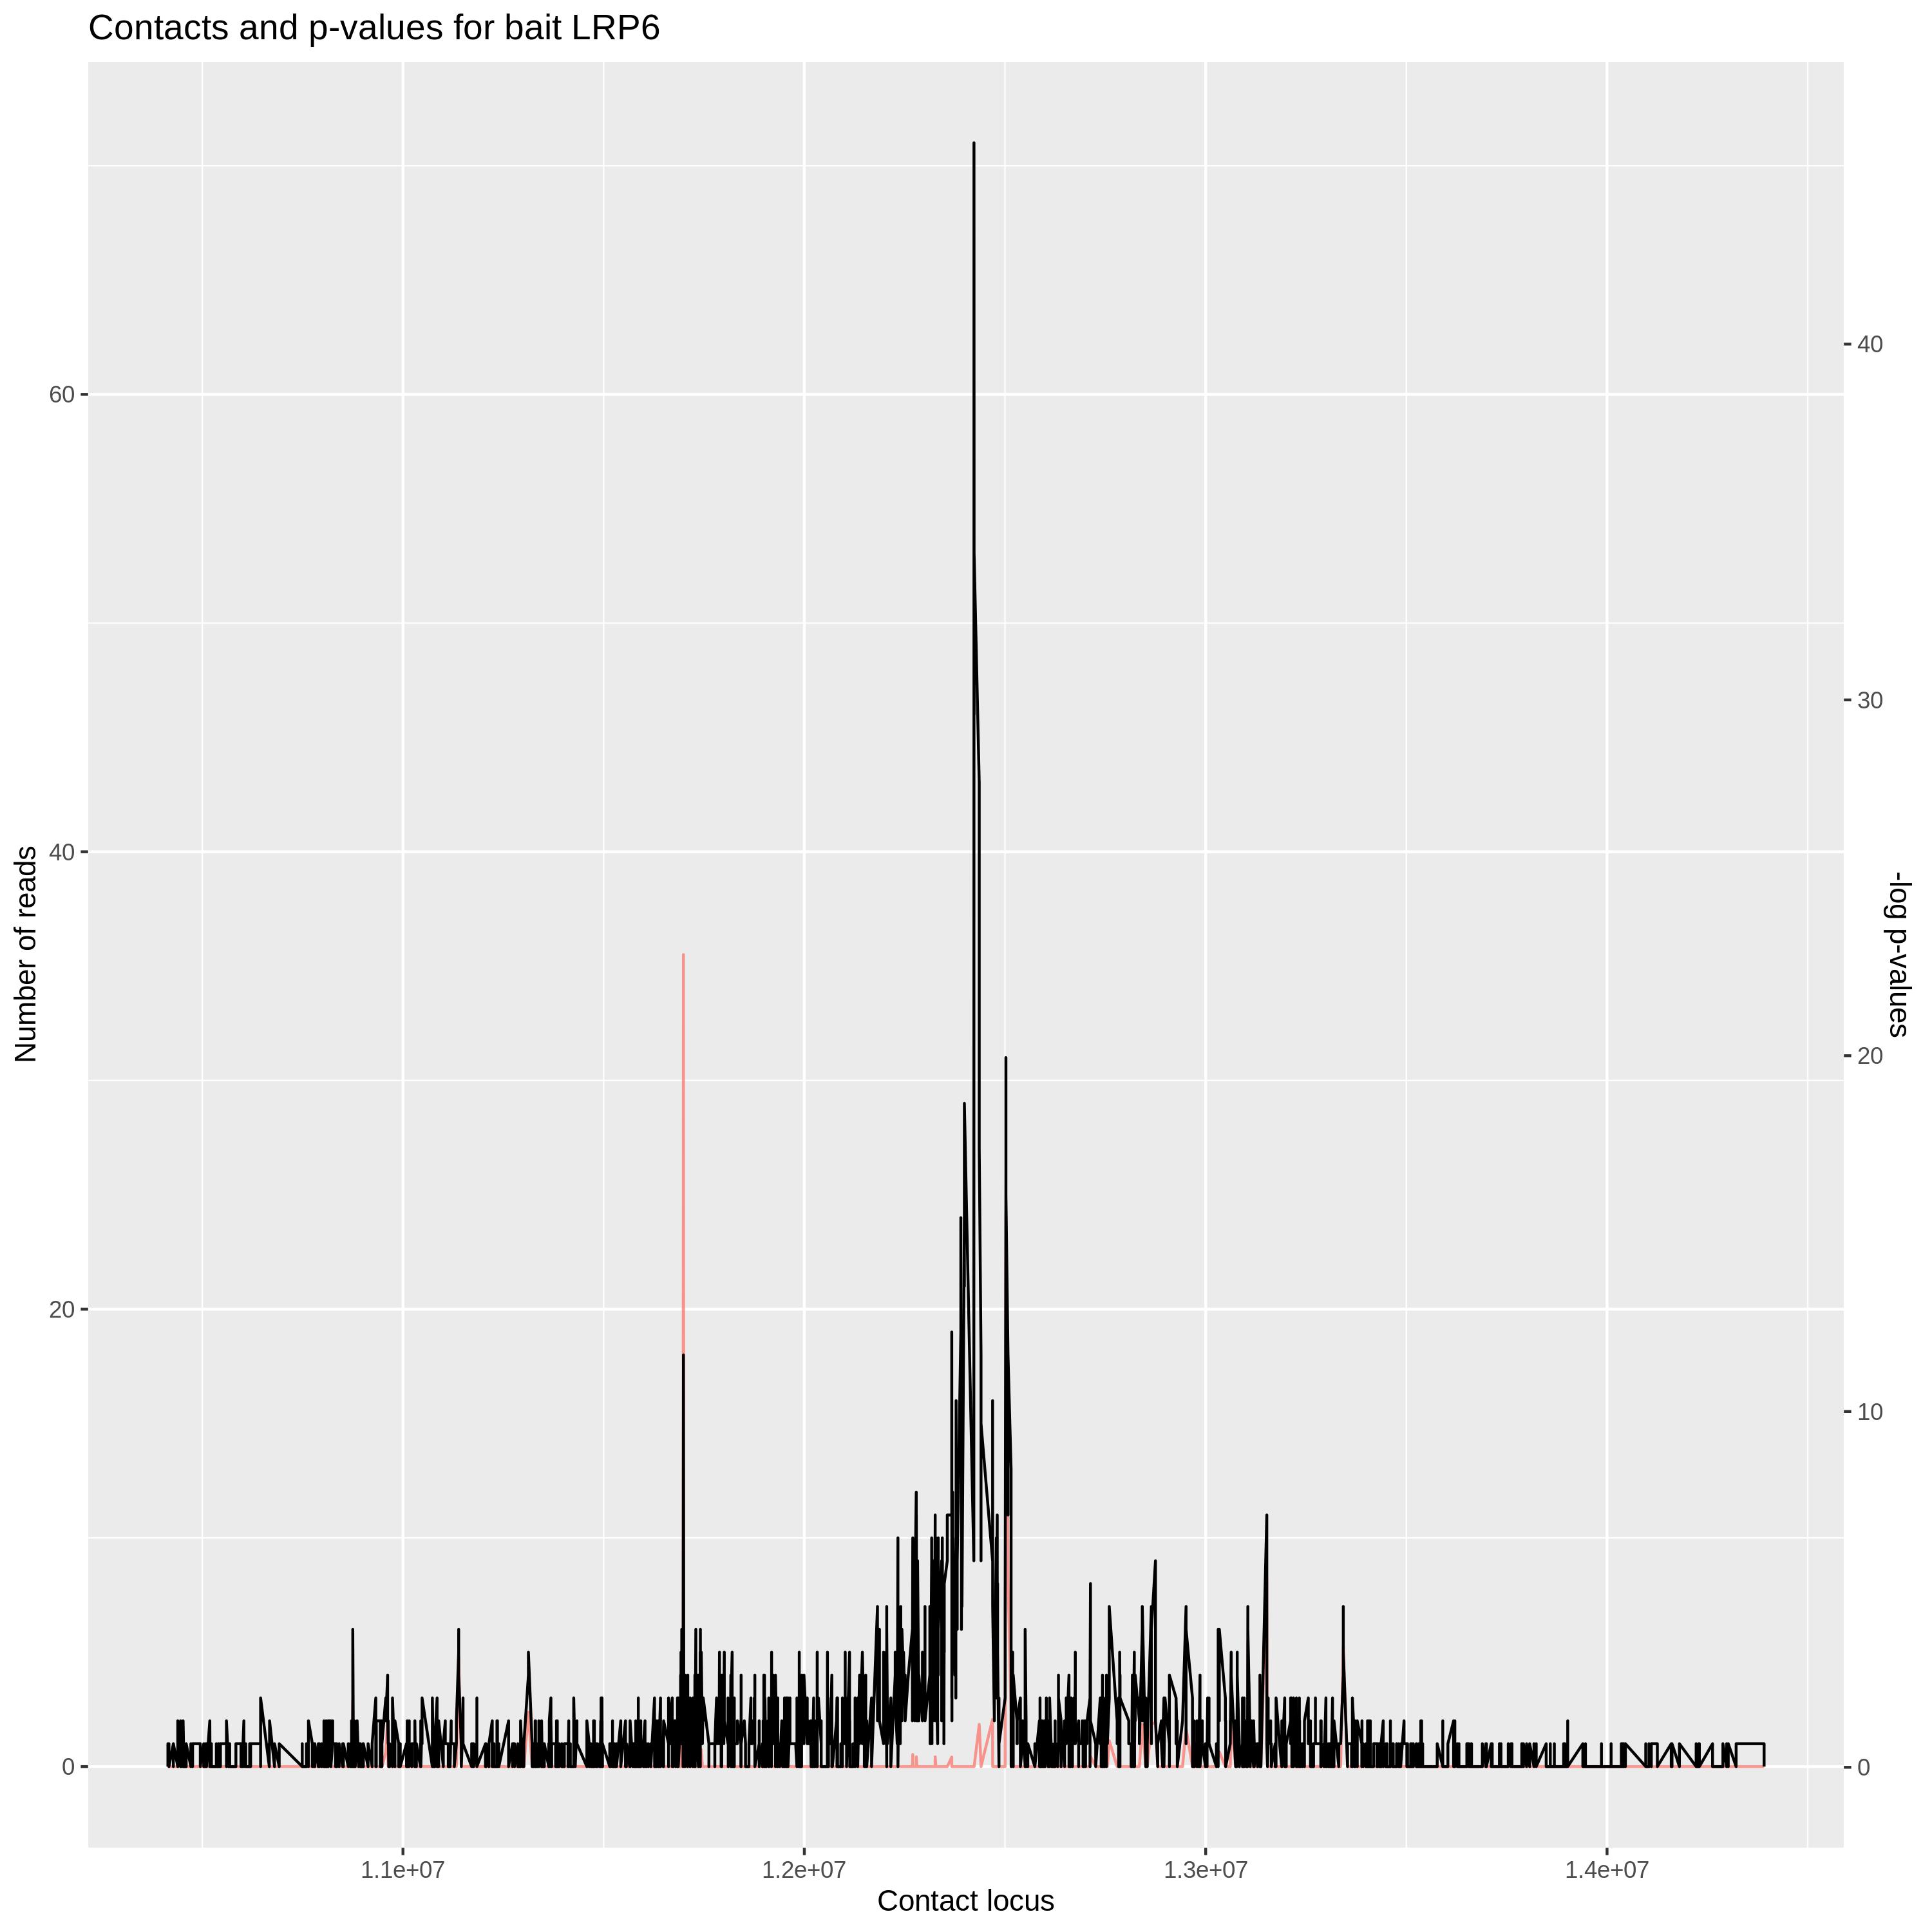 Contacts and p-values for bait LRP6
60
40
20
0
Number of reads
40
30
20
10
0
-log p-values
1.1e+07
1.2e+07
1.3e+07
1.4e+07
Contact locus